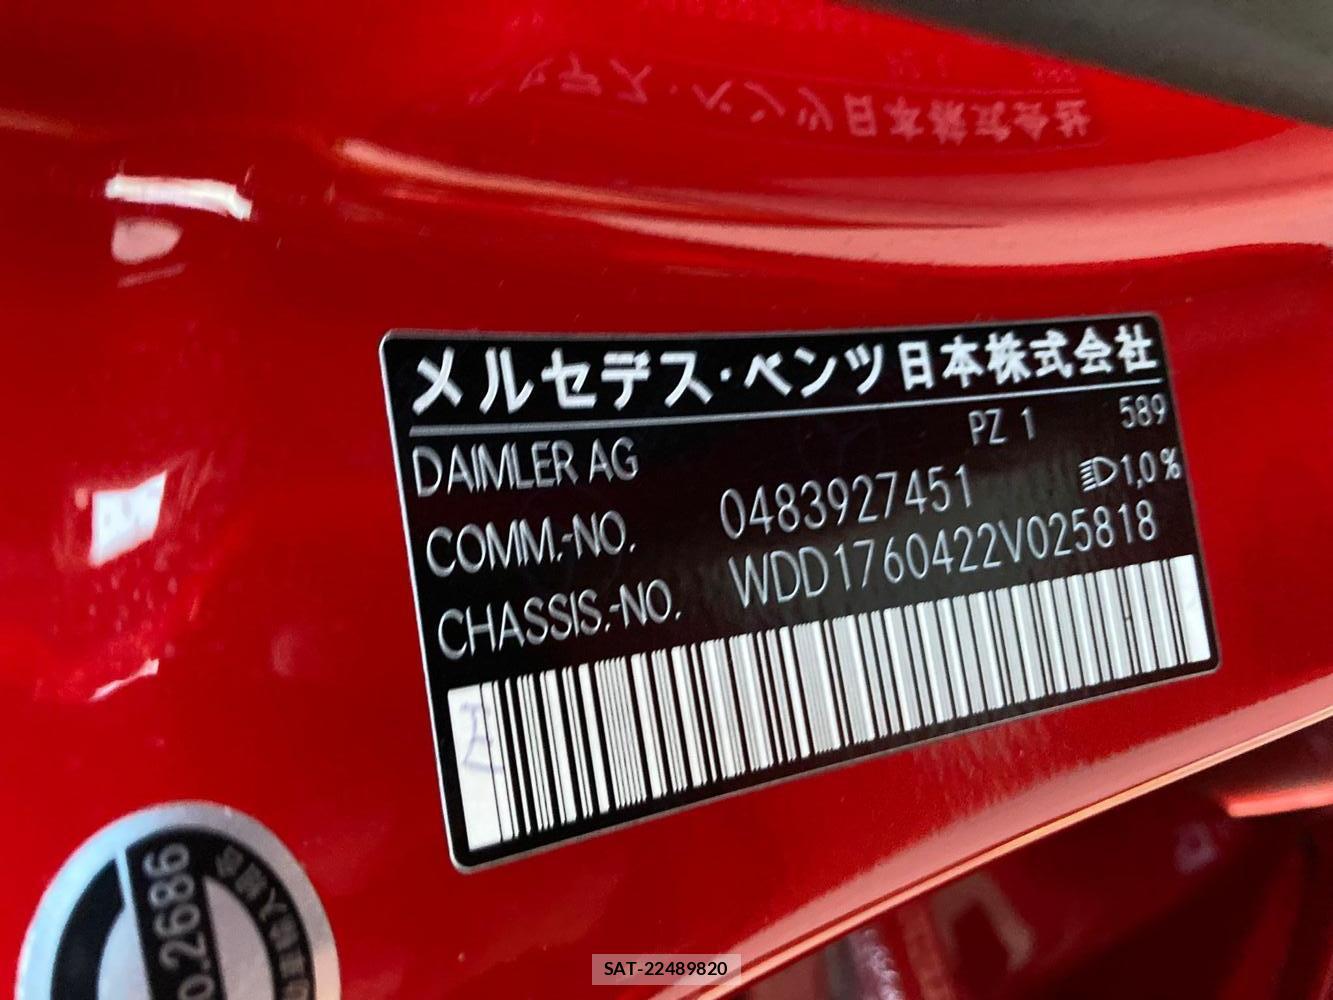 メルセデス・ベンツ日本株式会社
DAIMLER AG
PZ 1
589
COMM.-NO.
0483927451
1,0%
CHASSIS.-NO.
WDD1760422V025818
o.2686
SAT-22489820